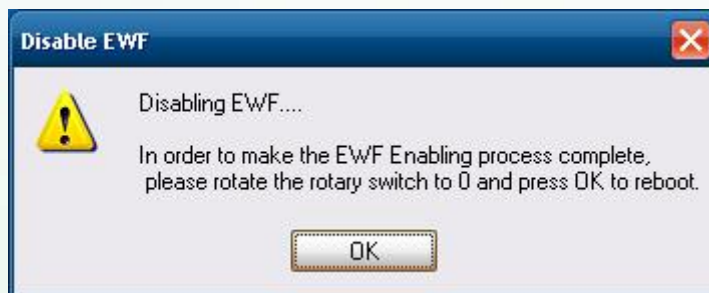 Disable EWF
Disabling EWF....
In order to make the EWF Enabling process complete,
please rotate the rotary switch to 0 and press OK to reboot.
OK